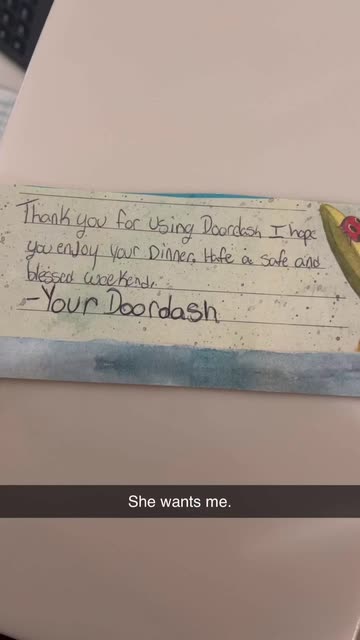 Thank you for Using Doordash I hope
you enjoy your Dinner. Hafe a safe and
blessed weekend.
-Your Doordash
She wants me.